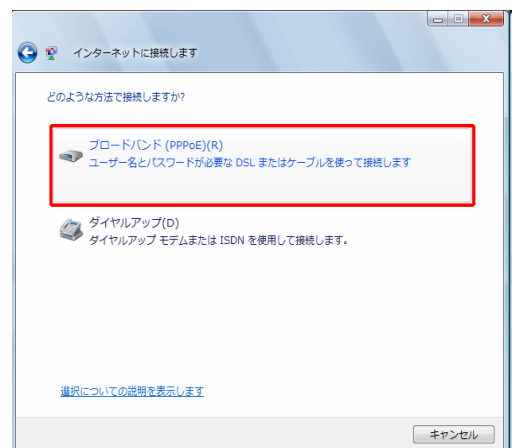 インターネットに接続します
どのような方法で接続しますか?
ブロードバンド (PPPoE)(R)
ユーザー名とパスワードが必要な DSL またはケーブルを使って接続します
ダイヤルアップ(D)
ダイヤルアップ モデムまたは ISDN を使用して接続します。
選択についての説明を表示します
キャンセル